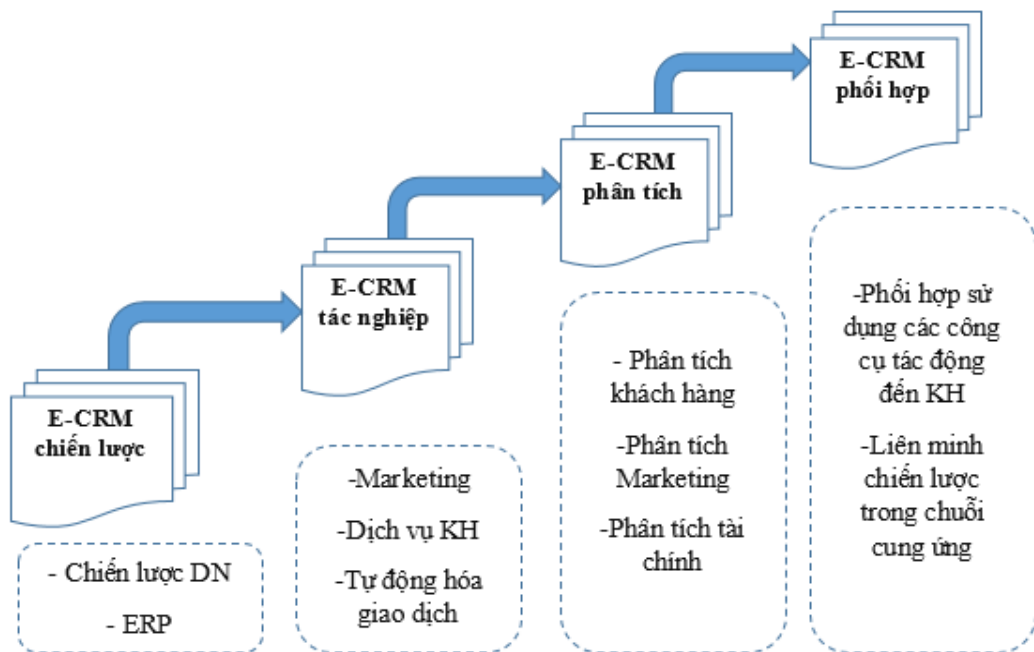 E-CRM
chiến lược
- Chiến lược DN
- ERP
E-CRM
tác nghiệp
-Marketing
-Dịch vụ KH
-Tự động hóa
giao dịch
E-CRM
phân tích
- Phân tích
khách hàng
-Phân tích
Marketing
-Phân tích tài
chính
E-CRM
phối hợp
-Phối hợp sử
dụng các công
cụ tác động
đến KH
-Liên minh
chiến lược
trong chuỗi
cung ứng